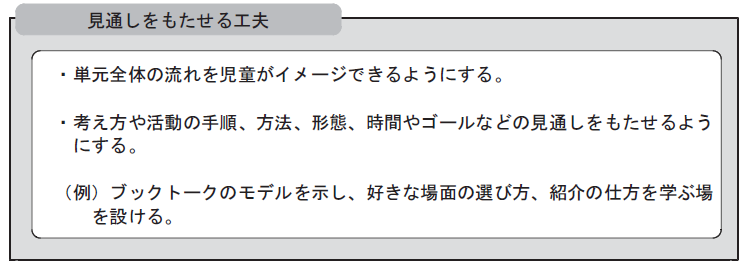 見通しをもたせる工夫
・単元全体の流れを児童がイメージできるようにする。
・考え方や活動の手順、方法、形態、時間やゴールなどの見通しをもたせるよう
にする。
（例）ブックトークのモデルを示し、好きな場面の選び方、紹介の仕方を学ぶ場
を設ける。